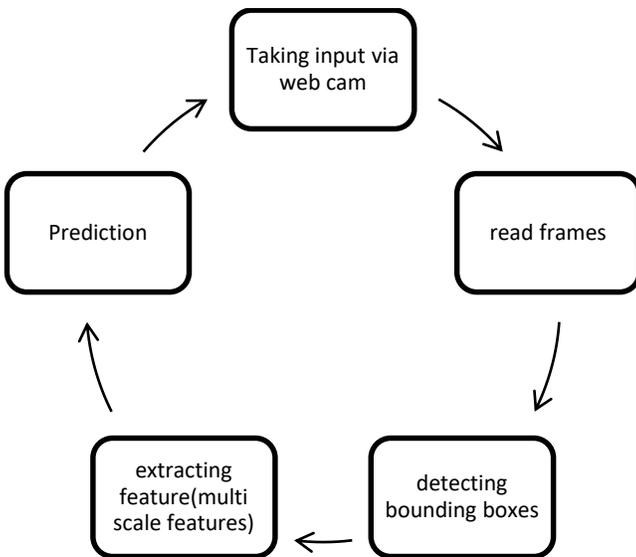 Taking input via
web cam
read frames
detecting
bounding boxes
extracting
feature(multi
scale features)
Prediction